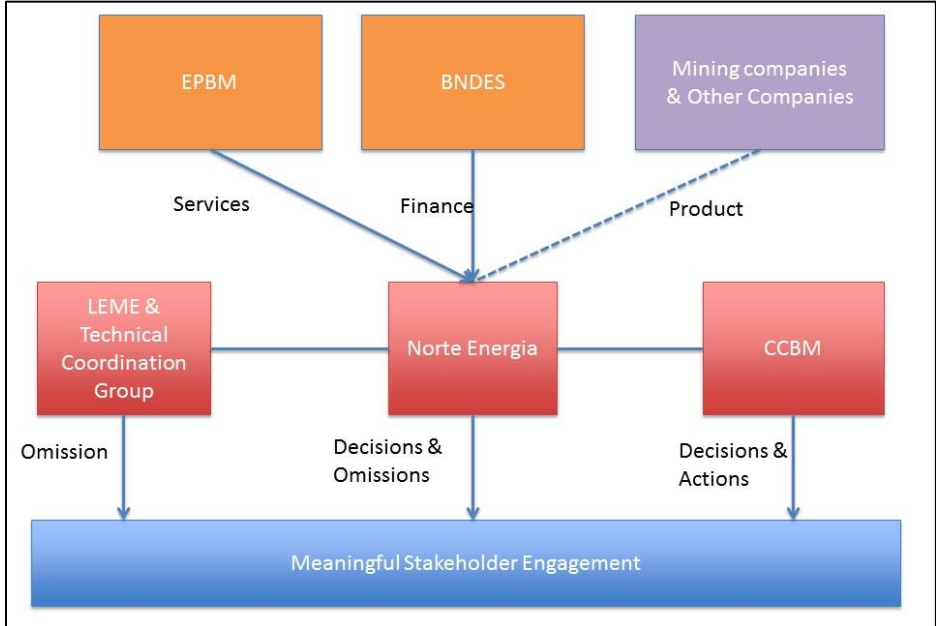 EPBM
BNDES
Mining companies
& Other Companies
Services
Finance
Product
LEME &
Technical
Coordination
Group
Norte Energia
CCBM
Omission
Decisions &
Omissions
Decisions &
Actions
Meaningful Stakeholder Engagement